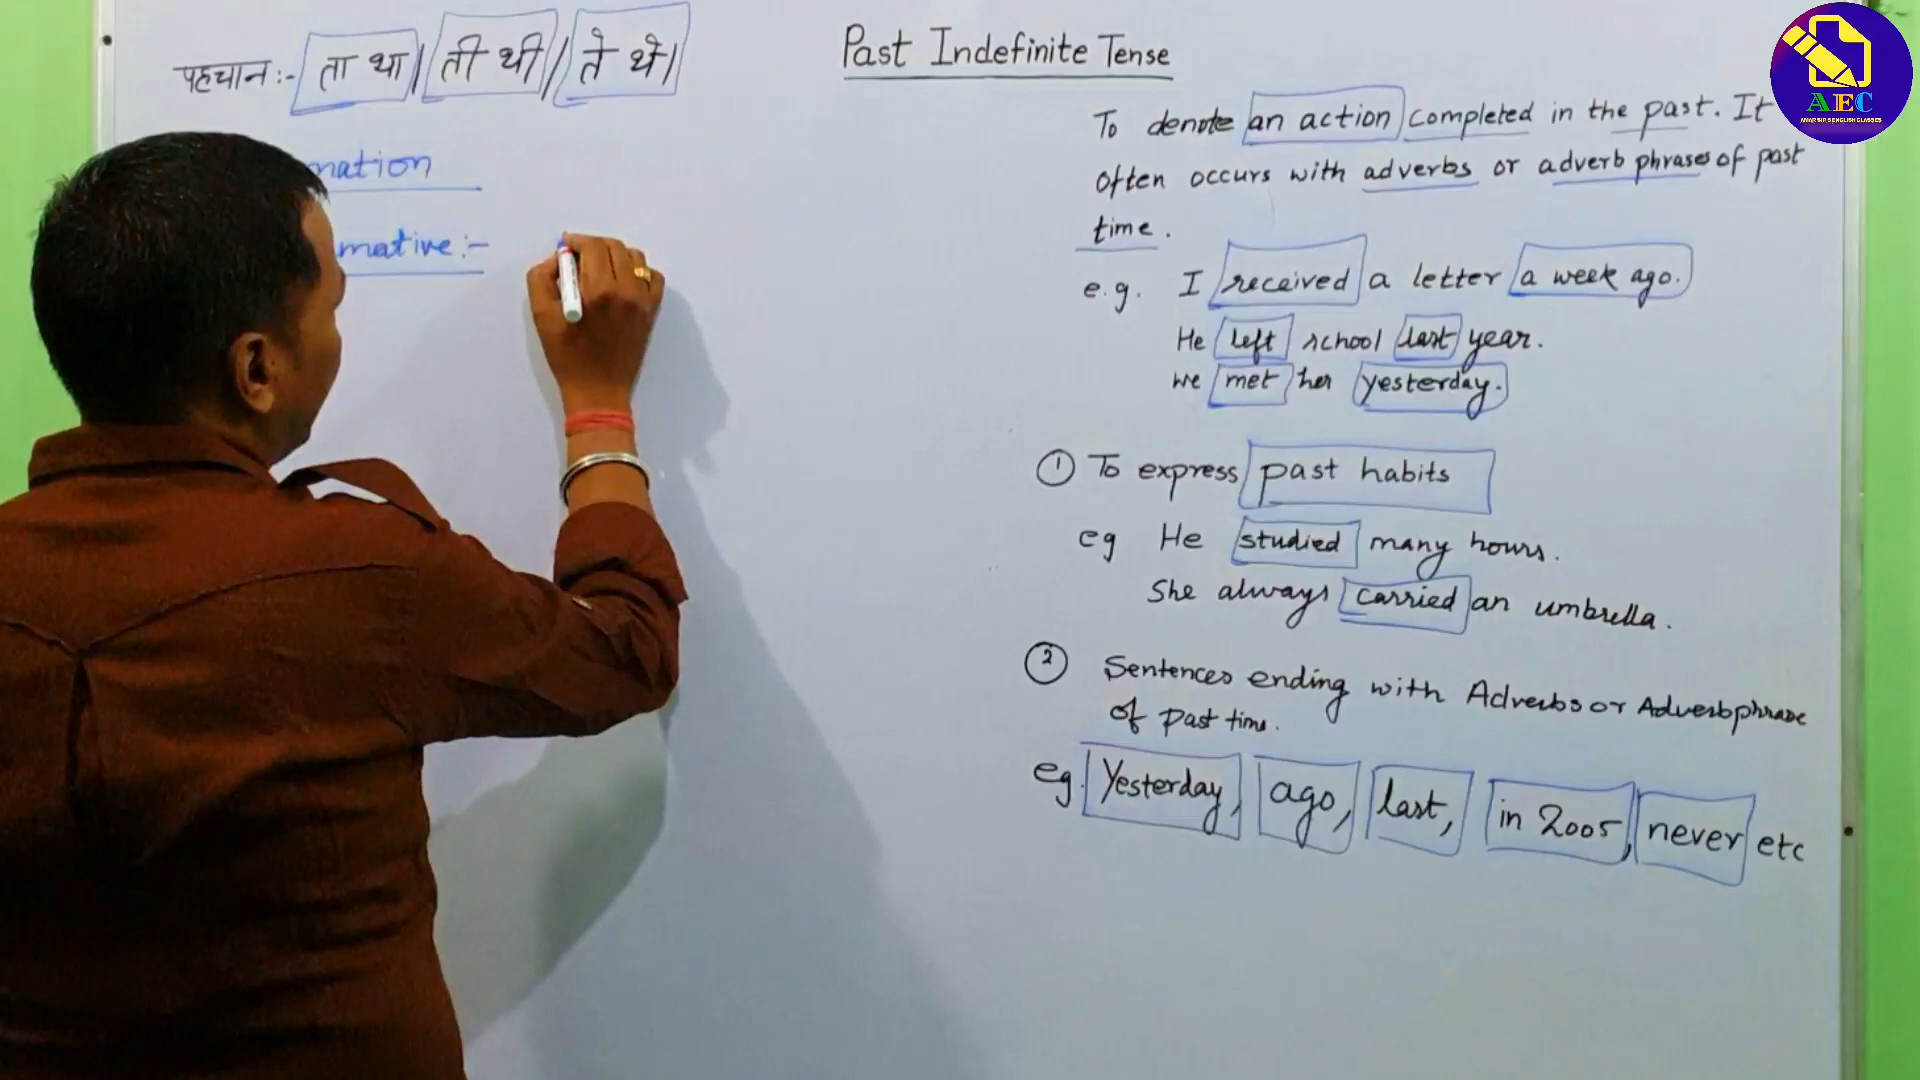 पहचान :- ता था / ती थी / ते थे।
mation
mative :-
Past Indefinite Tense
To denote an action completed in the past. It
often occurs with adverbs or adverb phrases of past
time.
e.g. I received a letter a week ago.
He left school last year.
We met her yesterday.
① To express past habits
eg He studied many hours.
She always carried an umbrella.
② Sentences ending with Adverbs or Adverb phrase
of past time.
eg. Yesterday, ago, last, in 2005, never etc
AEC